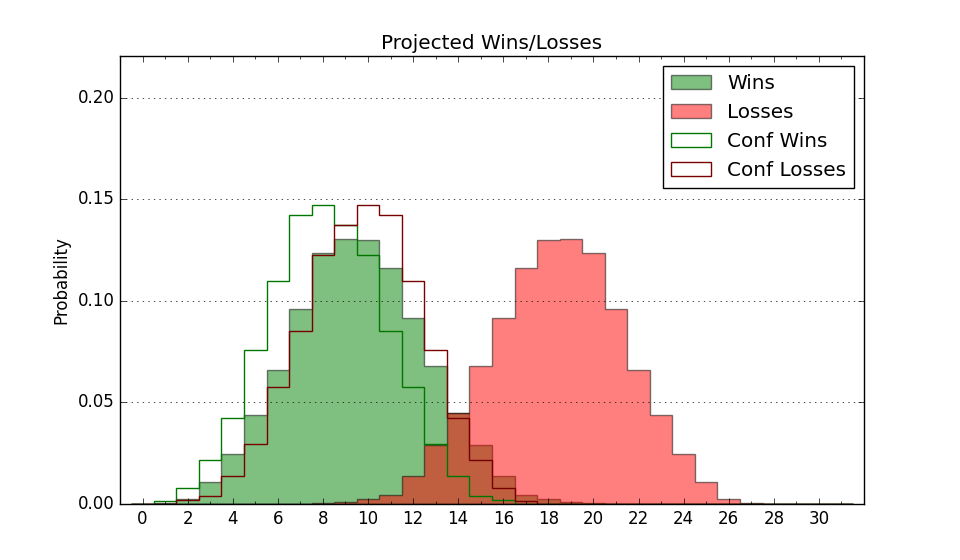 Projected Wins/Losses
Wins
Losses
Conf Wins
Conf Losses
Probability
0.20
0.15
0.10
0.05
0.00
0 2 4 6 8 10 12 14 16 18 20 22 24 26 28 30